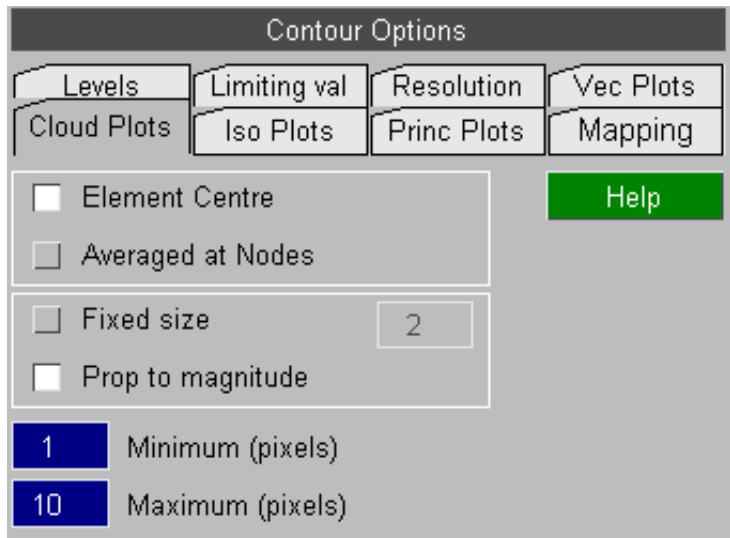 Contour Options
Levels Limiting val Resolution Vec Plots
Cloud Plots Iso Plots Princ Plots Mapping
Element Centre Help
Averaged at Nodes
Fixed size 2
Prop to magnitude
1 Minimum (pixels)
10 Maximum (pixels)